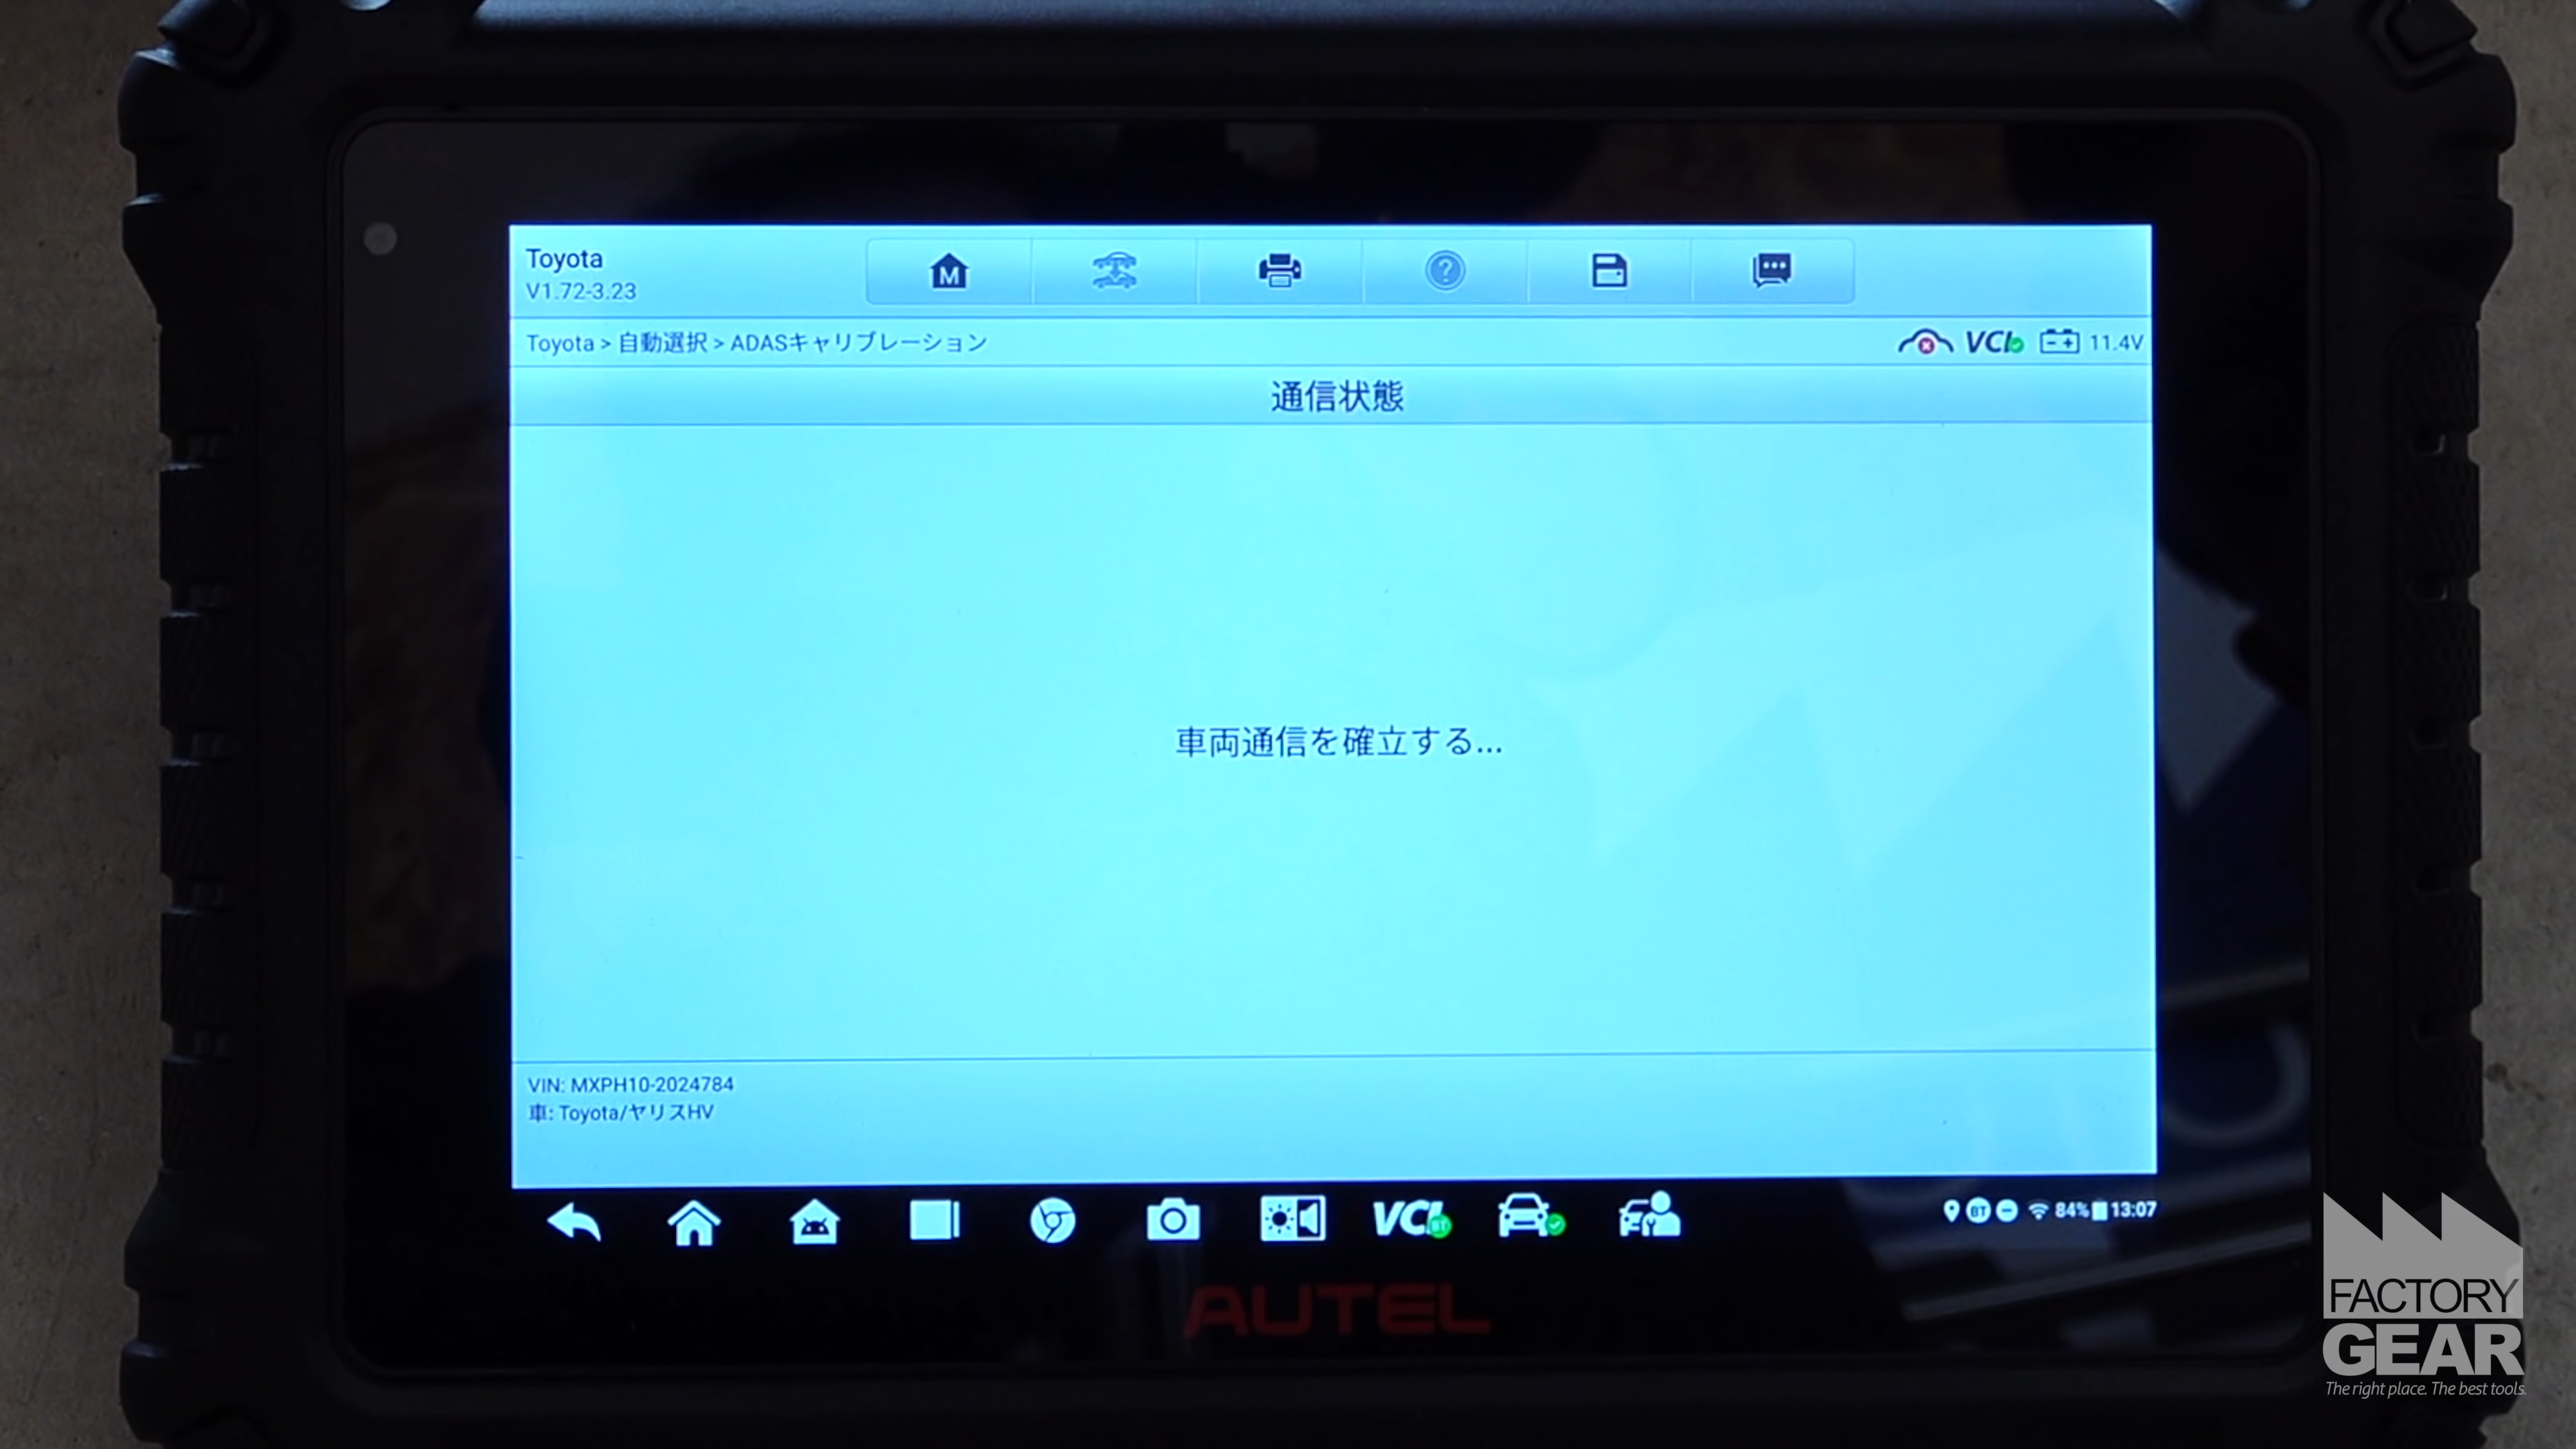 Toyota
V1.72-3.23
M
?
Toyota > 自動選択 > ADASキャリブレーション
VCI
11.4V
通信状態
車両通信を確立する...
VIN: MXPH10-2024784
車: Toyota/ヤリスHV
VCI
BT
BT
84%
13:07
AUTEL
FACTORY
GEAR
The right place. The best tools.